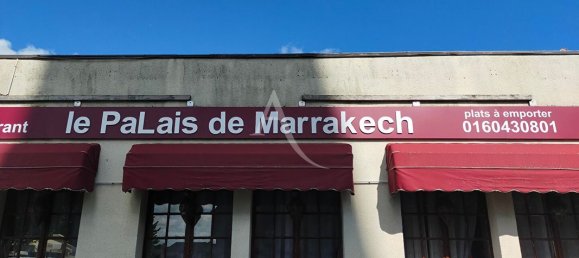 rant le PaLais de Marrakech
plats à emporter
0160430801